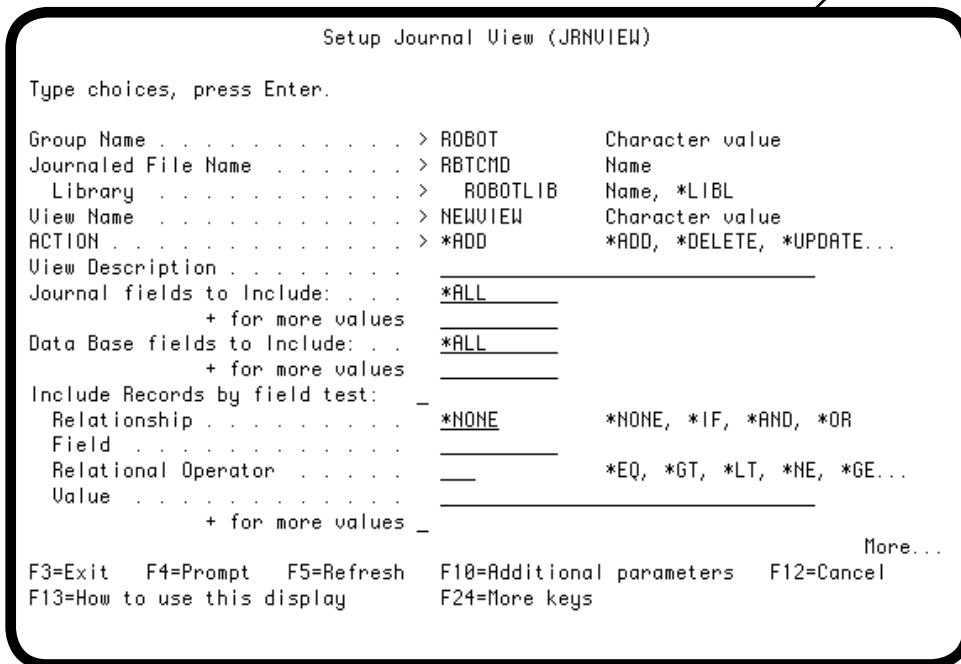 Setup Journal View (JRNVIEW)
Type choices, press Enter.
Group Name . . . . . . . . . . . . > ROBOT Character value
Journaled File Name . . . . . . > RBTCMD Name
Library . . . . . . . . . . . > ROBOTLIB Name, *LIBL
View Name . . . . . . . . . . . . > NEWVIEW Character value
ACTION . . . . . . . . . . . . . . > *ADD *ADD, *DELETE, *UPDATE...
View Description . . . . . . . .
Journal fields to Include: . . . *ALL
+ for more values
Data Base fields to Include: . . *ALL
+ for more values
Include Records by field test: _
Relationship . . . . . . . . . . *NONE *NONE, *IF, *AND, *OR
Field . . . . . . . . . . . . .
Relational Operator . . . . . ___ *EQ, *GT, *LT, *NE, *GE...
Value . . . . . . . . . . . . .
+ for more values _
More...
F3=Exit F4=Prompt F5=Refresh F10=Additional parameters F12=Cancel
F13=How to use this display F24=More keys